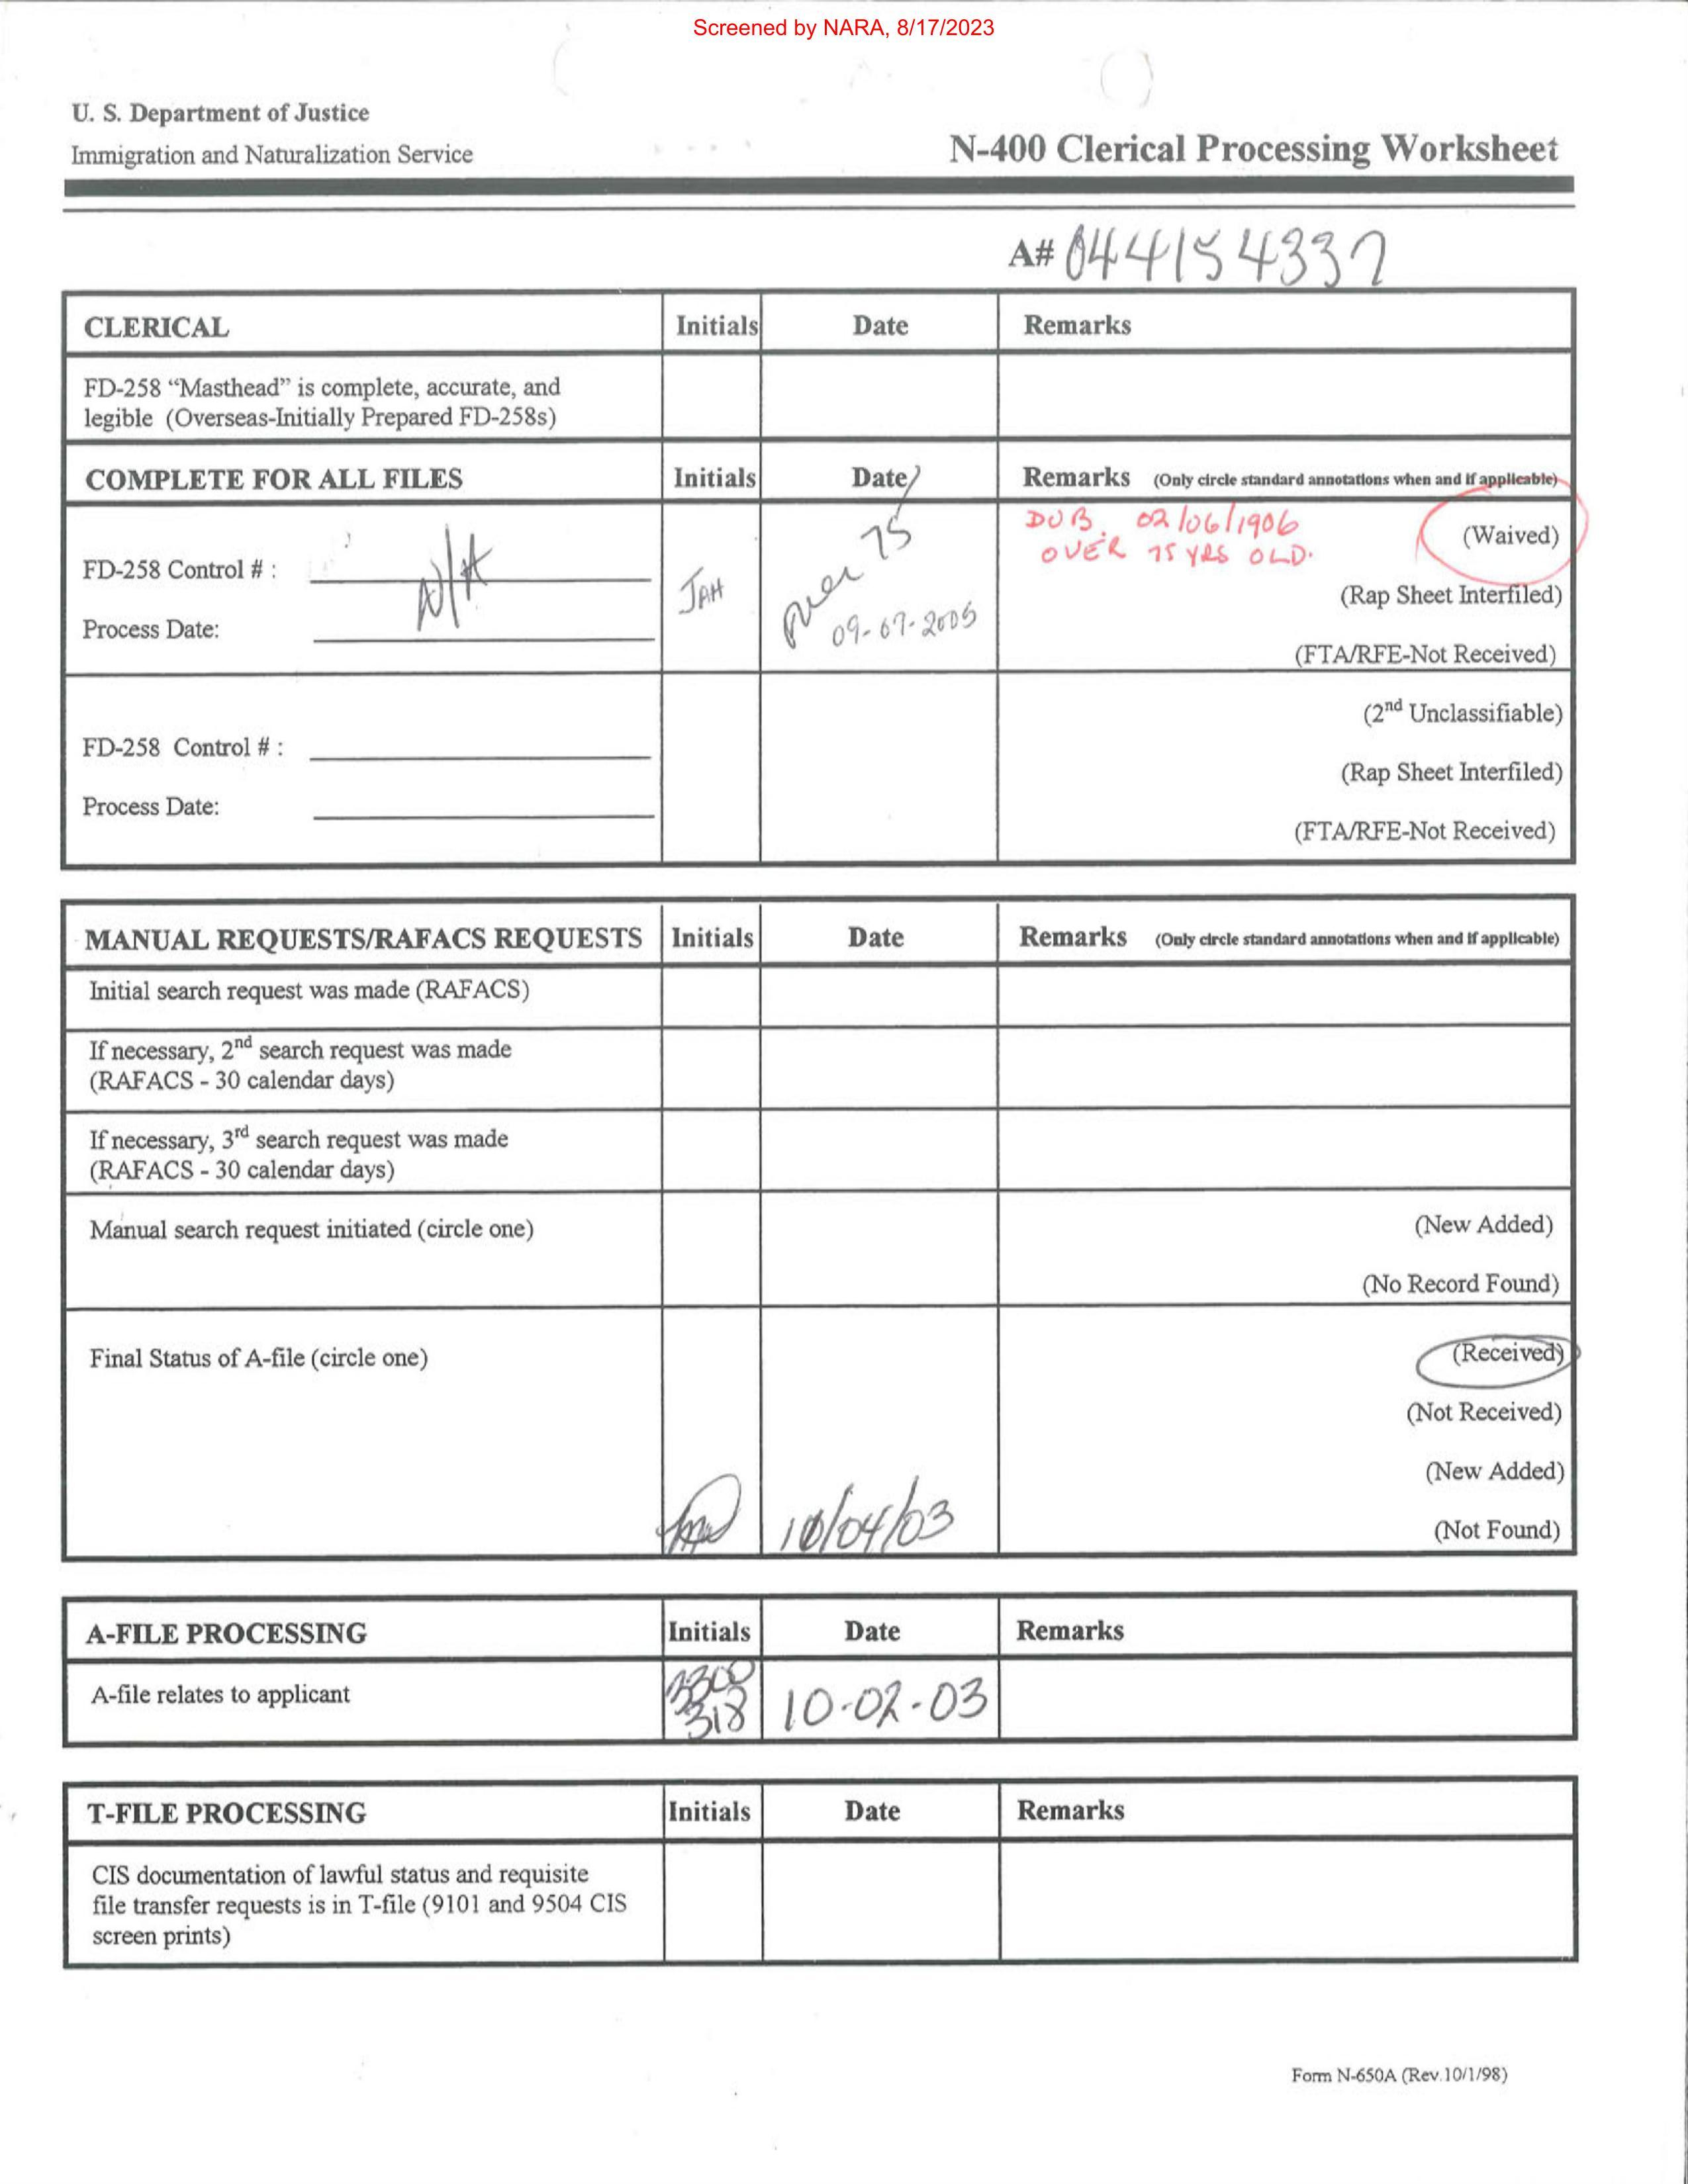 Screened by NARA, 8/17/2023
U. S. Department of Justice
Immigration and Naturalization Service
N-400 Clerical Processing Worksheet
A# 044154337
CLERICAL Initials Date Remarks
FD-258 “Masthead” is complete, accurate, and
legible (Overseas-Initially Prepared FD-258s)
COMPLETE FOR ALL FILES Initials Date Remarks (Only circle standard annotations when and if applicable)
DOB. 02/06/1906 (Waived)
OVER 75 YRS OLD.
FD-258 Control # : N/A JAH over 75
(Rap Sheet Interfiled)
Process Date: 09-07-2005
(FTA/RFE-Not Received)
(2nd Unclassifiable)
FD-258 Control # :
(Rap Sheet Interfiled)
Process Date:
(FTA/RFE-Not Received)
MANUAL REQUESTS/RAFACS REQUESTS Initials Date Remarks (Only circle standard annotations when and if applicable)
Initial search request was made (RAFACS)
If necessary, 2nd search request was made
(RAFACS - 30 calendar days)
If necessary, 3rd search request was made
(RAFACS - 30 calendar days)
Manual search request initiated (circle one) (New Added)
(No Record Found)
Final Status of A-file (circle one) (Received)
(Not Received)
(New Added)
10/04/03 (Not Found)
A-FILE PROCESSING Initials Date Remarks
A-file relates to applicant 318 10-02-03
T-FILE PROCESSING Initials Date Remarks
CIS documentation of lawful status and requisite
file transfer requests is in T-file (9101 and 9504 CIS
screen prints)
Form N-650A (Rev.10/1/98)